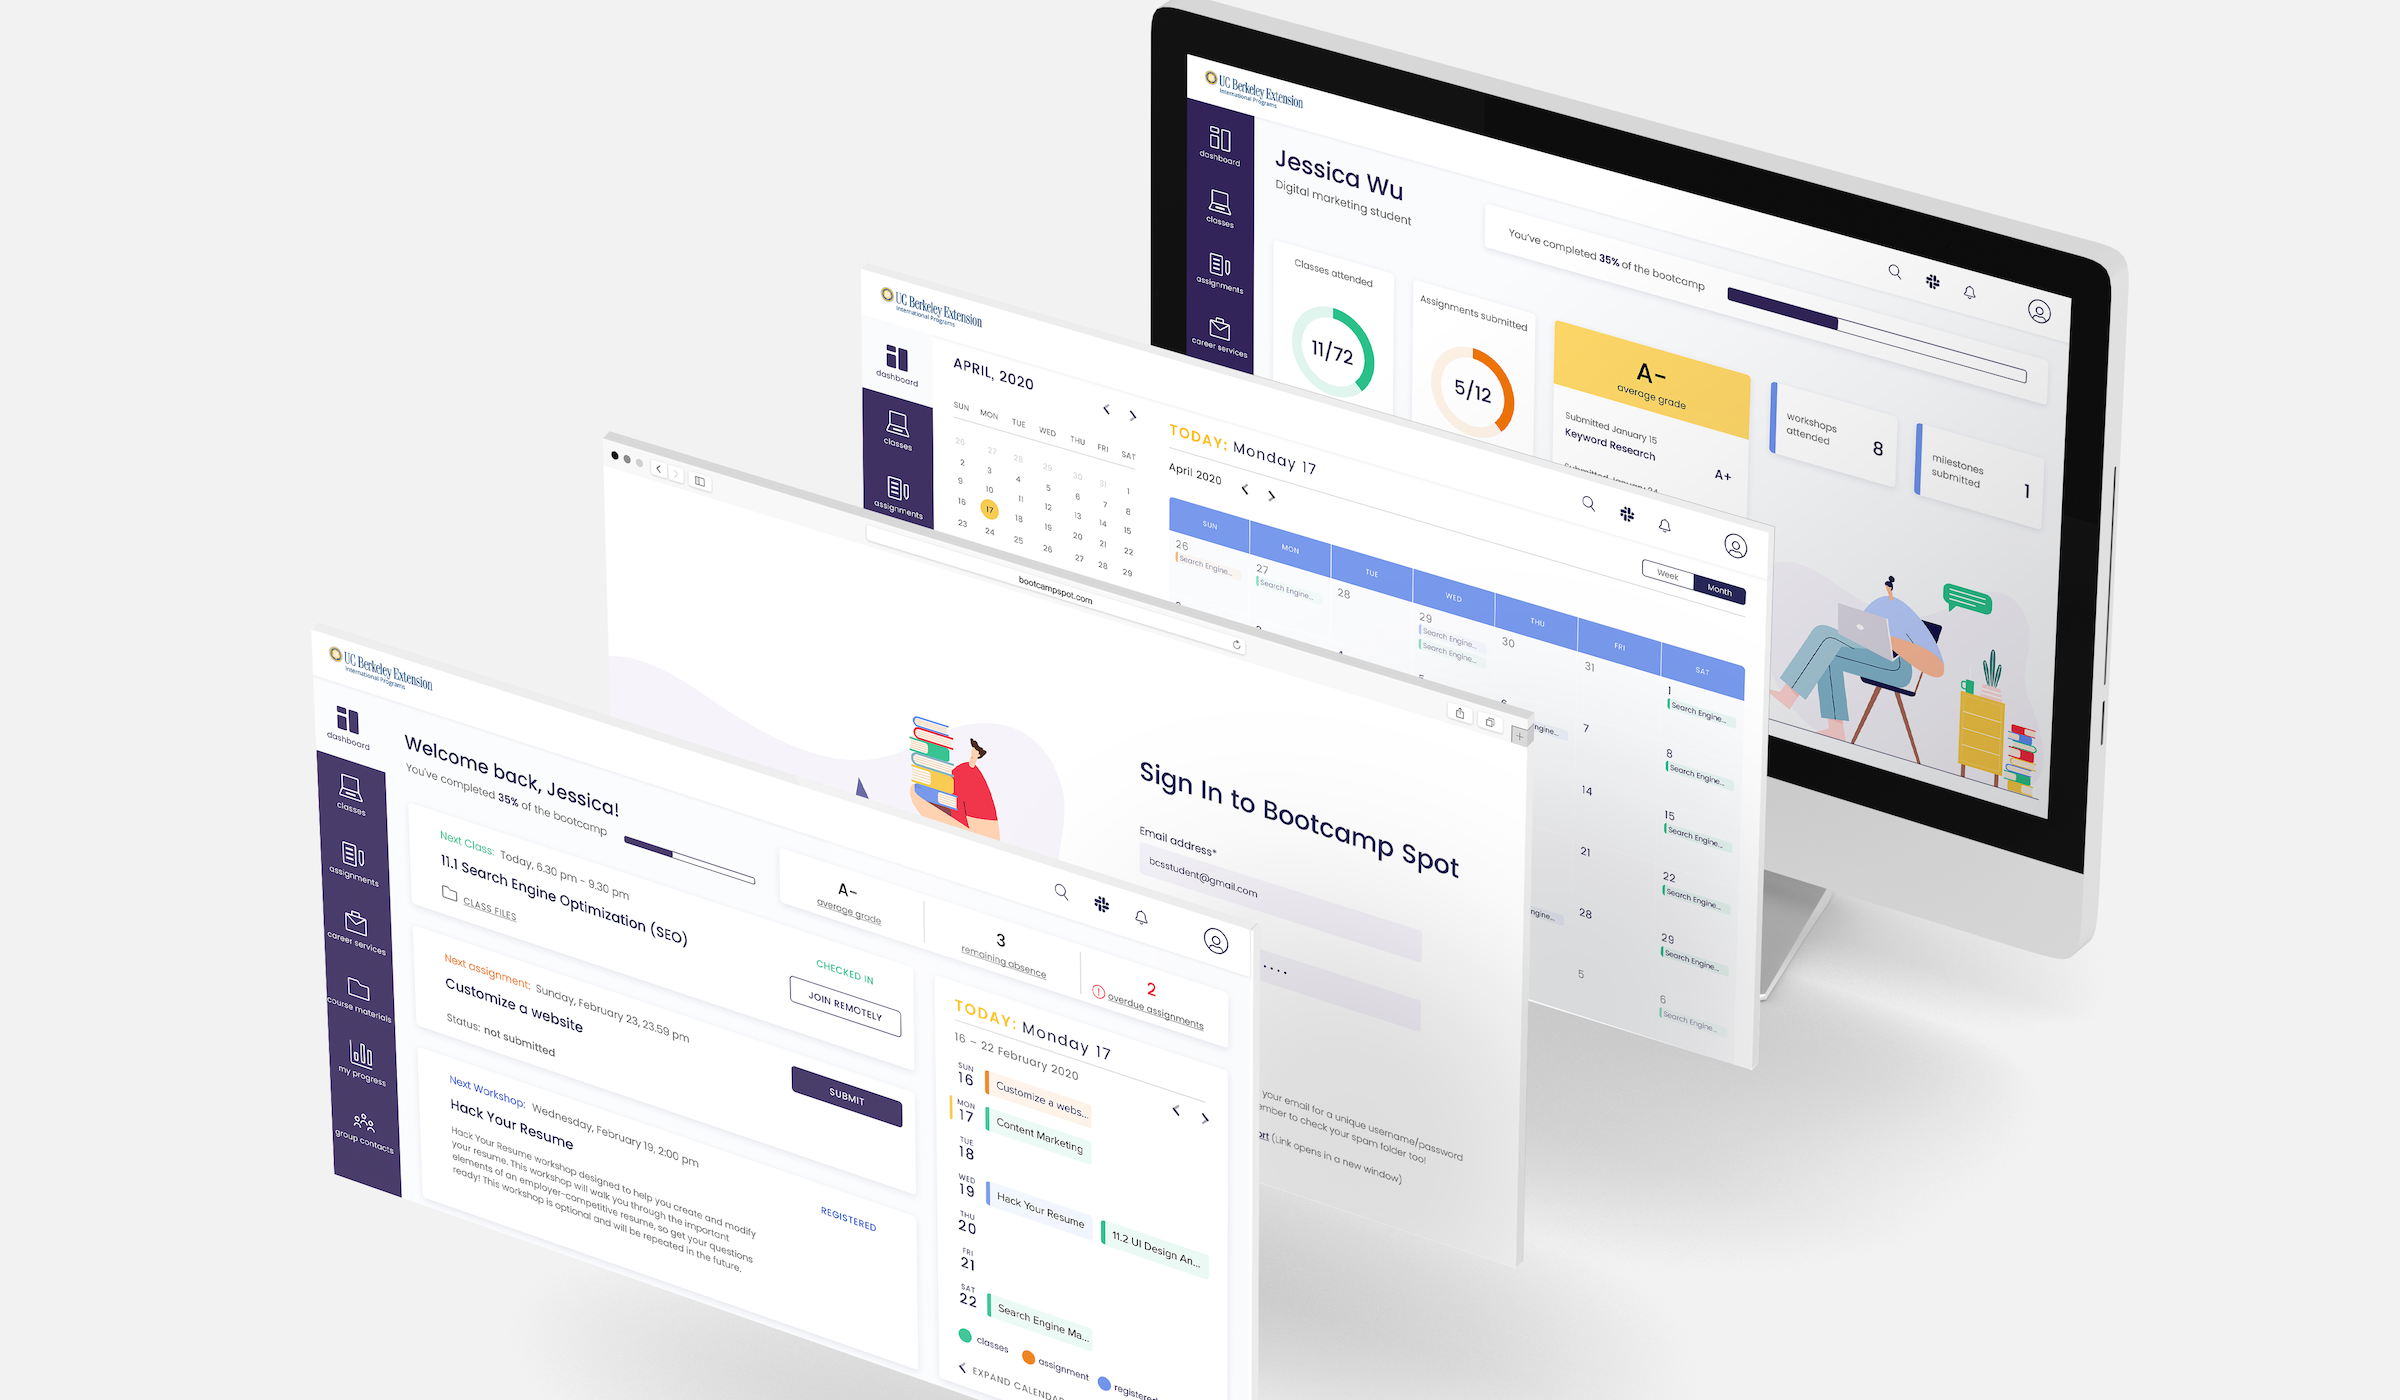 UC Berkeley Extension
International Programs
dashboard
classes
assignments
career services
Jessica Wu
Digital marketing student
You've completed 35% of the bootcamp
Classes attended
11/72
Assignments submitted
5/12
A-
average grade
Submitted January 15
Keyword Research
A+
Submitted January 24
workshops
attended
8
milestones
submitted
1
UC Berkeley Extension
International Programs
dashboard
classes
assignments
APRIL, 2020
SUN MON TUE WED THU FRI SAT
26 27 28 29 30 31 1
2 3 4 5 6 7 8
9 10 11 12 13 14 15
16 17 18 19 20 21 22
23 24 25 26 27 28 29
TODAY: Monday 17
April 2020
Week Month
SUN MON TUE WED THU FRI SAT
26 27 28 29 30 31 1
Search Engine...
Search Engine...
Search Engine...
Search Engine...
Search Engine...
7 8
ngine...
Search Engine...
14 15
Search Engine...
21 22
Search Engine...
28 29
ngine...
Search Engine...
5 6
Search Engine...
bootcampspot.com
Sign In to Bootcamp Spot
Email address*
bcsstudent@gmail.com
your email for a unique username/password
mber to check your spam folder too!
ort (Link opens in a new window)
UC Berkeley Extension
International Programs
dashboard
classes
assignments
career services
course materials
my progress
group contacts
Welcome back, Jessica!
You've completed 35% of the bootcamp
Next Class: Today, 6.30 pm - 9.30 pm
11.1 Search Engine Optimization (SEO)
CLASS FILES
CHECKED IN
JOIN REMOTELY
Next assignment: Sunday, February 23, 23.59 pm
Customize a website
Status: not submitted
SUBMIT
Next Workshop: Wednesday, February 19, 2:00 pm
Hack Your Resume
Hack Your Resume workshop designed to help you create and modify
your resume. This workshop will walk you through the important
elements of an employer-competitive resume, so get your questions
ready! This workshop is optional and will be repeated in the future.
REGISTERED
A-
average grade
3
remaining absence
2
overdue assignments
TODAY: Monday 17
16 – 22 February 2020
SUN
16
Customize a webs...
MON
17
Content Marketing
TUE
18
WED
19
Hack Your Resume
11.2 UI Design An...
THU
20
FRI
21
SAT
22
Search Engine Ma...
classes
assignment
registered
EXPAND CALENDAR